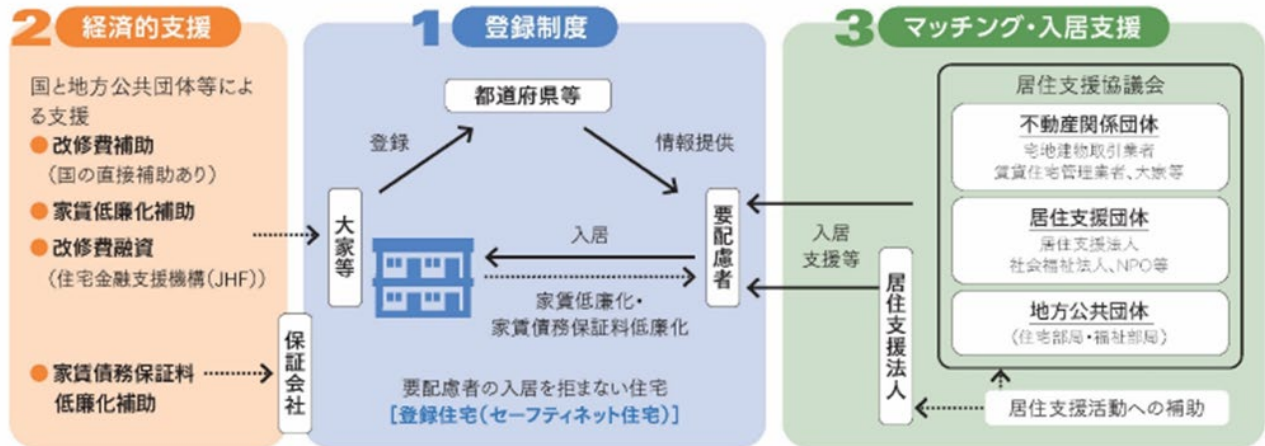 2 経済的支援
国と地方公共団体等によ
る支援
●改修費補助
（国の直接補助あり）
●家賃低廉化補助
●改修費融資
（住宅金融支援機構（JHF））
●家賃債務保証料
低廉化補助
保証会社
1 登録制度
都道府県等
登録
情報提供
大家等
入居
要配慮者
家賃低廉化・
家賃債務保証料低廉化
要配慮者の入居を拒まない住宅
［登録住宅（セーフティネット住宅）］
3 マッチング・入居支援
居住支援協議会
不動産関係団体
宅地建物取引業者
賃貸住宅管理業者、大家等
居住支援団体
居住支援法人
社会福祉法人、NPO等
地方公共団体
（住宅部局・福祉部局）
入居
支援等
居住支援法人
居住支援活動への補助